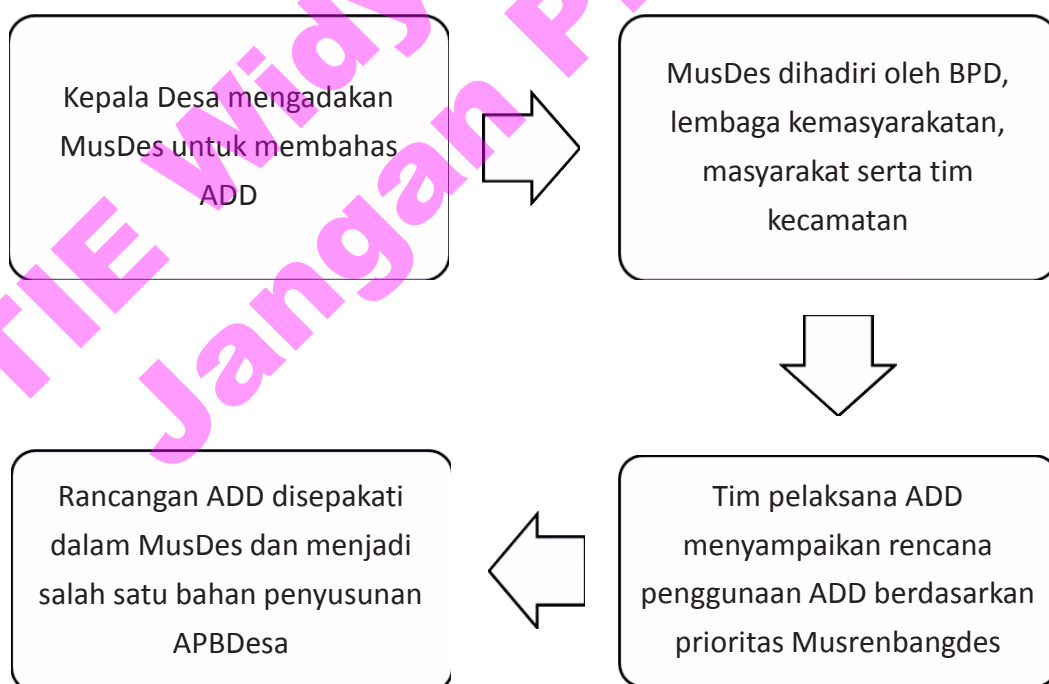 Kepala Desa mengadakan
MusDes untuk membahas
ADD
MusDes dihadiri oleh BPD,
lembaga kemasyarakatan,
masyarakat serta tim
kecamatan
Tim pelaksana ADD
menyampaikan rencana
penggunaan ADD berdasarkan
prioritas Musrenbangdes
Rancangan ADD disepakati
dalam MusDes dan menjadi
salah satu bahan penyusunan
APBDesa
TIE Widy
Jangan P